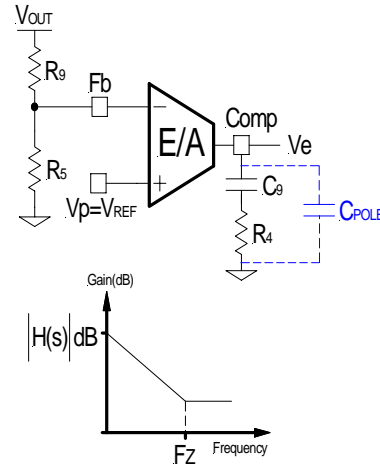 VOUT
R9
Fb
R5
E/A
Vp=VREF
Comp
Ve
C9
R4
CPOLE
Gain(dB)
|H(s)| dB
FZ
Frequency